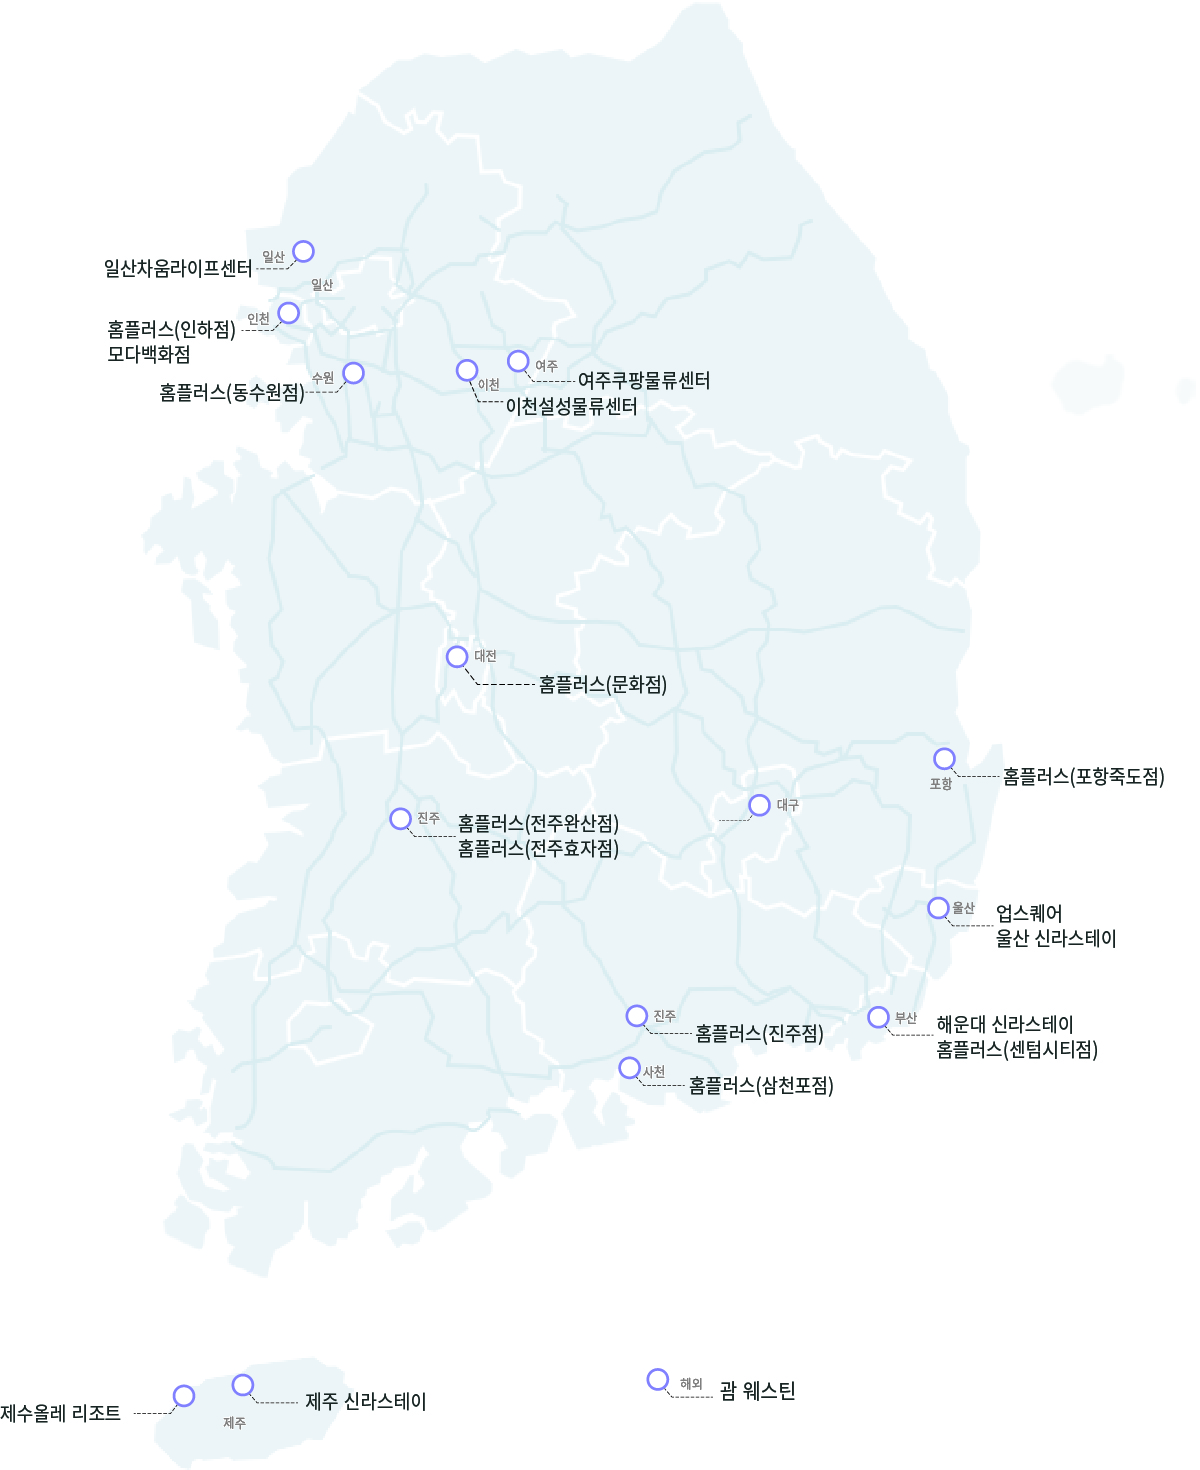 일산
일산차움라이프센터
일산
인천
홈플러스(인하점)
모다백화점
수원
홈플러스(동수원점)
이천
이천설성물류센터
여주
여주쿠팡물류센터
대전
홈플러스(문화점)
포항
홈플러스(포항죽도점)
대구
진주
홈플러스(전주완산점)
홈플러스(전주효자점)
울산
업스퀘어
울산 신라스테이
진주
홈플러스(진주점)
부산
해운대 신라스테이
홈플러스(센텀시티점)
사천
홈플러스(삼천포점)
제수올레 리조트
제주 신라스테이
제주
해외
괌 웨스틴